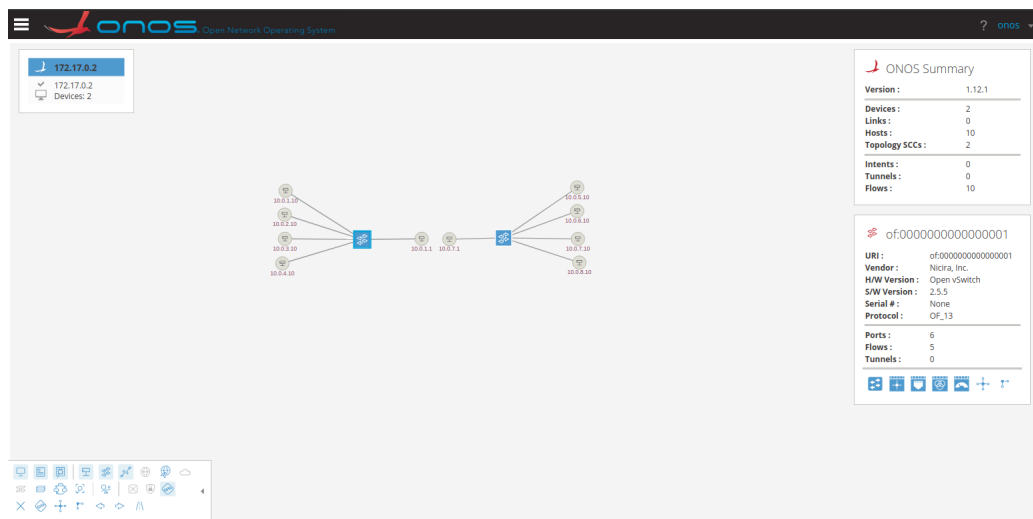 onos Open Network Operating System
? onos
172.17.0.2
172.17.0.2
Devices: 2
10.0.1.10
10.0.2.10
10.0.3.10
10.0.4.10
10.0.1.1
10.0.7.1
10.0.5.10
10.0.6.10
10.0.7.10
10.0.8.10
ONOS Summary
Version : 1.12.1
Devices : 2
Links : 0
Hosts : 10
Topology SCCs : 2
Intents : 0
Tunnels : 0
Flows : 10
of:0000000000000001
URI : of:0000000000000001
Vendor : Nicira, Inc.
H/W Version : Open vSwitch
S/W Version : 2.5.5
Serial # : None
Protocol : OF_13
Ports : 6
Flows : 5
Tunnels : 0